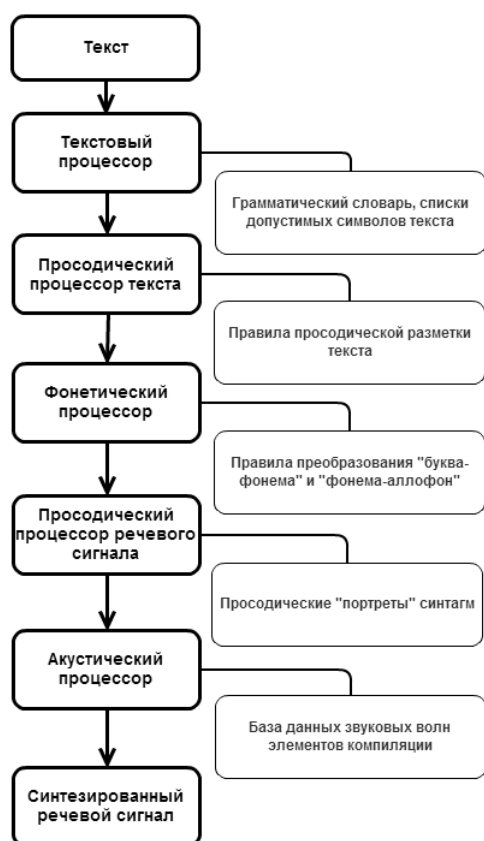 Текст
Текстовый
процессор
Грамматический словарь, списки
допустимых символов текста
Просодический
процессор текста
Правила просодической разметки
текста
Фонетический
процессор
Правила преобразования "буква-
фонема" и "фонема-аллофон"
Просодический
процессор речевого
сигнала
Просодические "портреты" синтагм
Акустический
процессор
База данных звуковых волн
элементов компиляции
Синтезированный
речевой сигнал